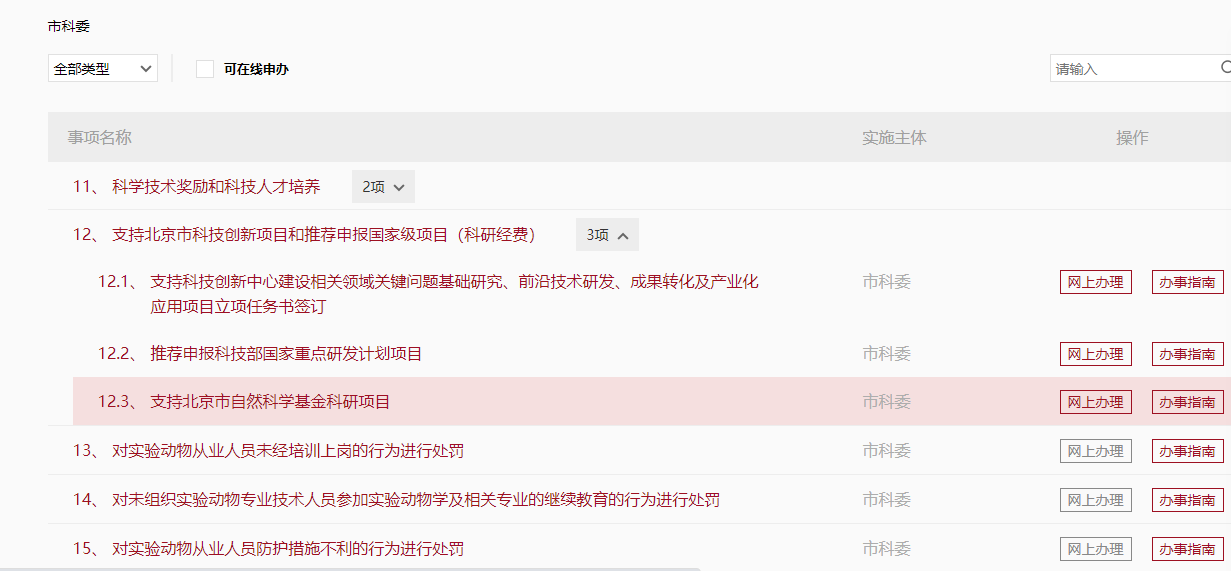 市科委
全部类型 可在线申办 请输入
事项名称 实施主体 操作
11、 科学技术奖励和科技人才培养 2项
12、 支持北京市科技创新项目和推荐申报国家级项目（科研经费） 3项
12.1、 支持科技创新中心建设相关领域关键问题基础研究、前沿技术研发、成果转化及产业化 市科委 网上办理 办事指南
应用项目立项任务书签订
12.2、 推荐申报科技部国家重点研发计划项目 市科委 网上办理 办事指南
12.3、 支持北京市自然科学基金科研项目 市科委 网上办理 办事指南
13、 对实验动物从业人员未经培训上岗的行为进行处罚 市科委 网上办理 办事指南
14、 对未组织实验动物专业技术人员参加实验动物学及相关专业的继续教育的行为进行处罚 市科委 网上办理 办事指南
15、 对实验动物从业人员防护措施不利的行为进行处罚 市科委 网上办理 办事指南